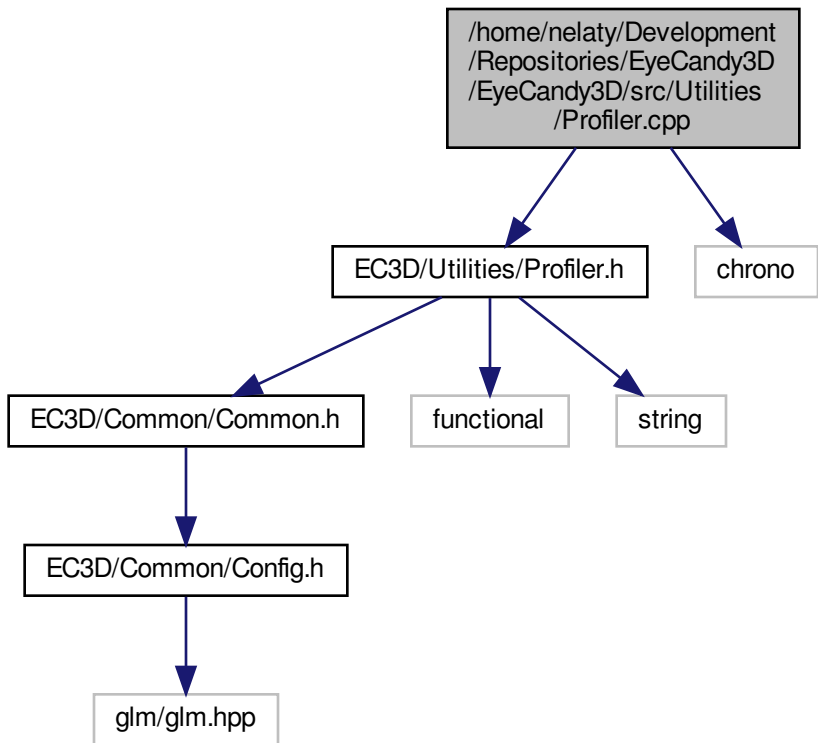 /home/nelaty/Development
/Repositories/EyeCandy3D
/EyeCandy3D/src/Utilities
/Profiler.cpp
EC3D/Utilities/Profiler.h
chrono
EC3D/Common/Common.h
functional
string
EC3D/Common/Config.h
glm/glm.hpp